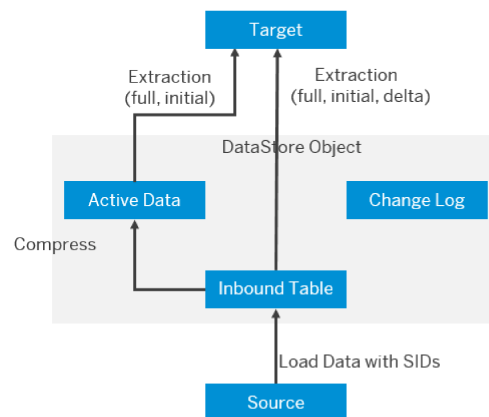 Target
Extraction
(full, initial)
Extraction
(full, initial, delta)
DataStore Object
Active Data
Change Log
Compress
Inbound Table
Load Data with SIDs
Source